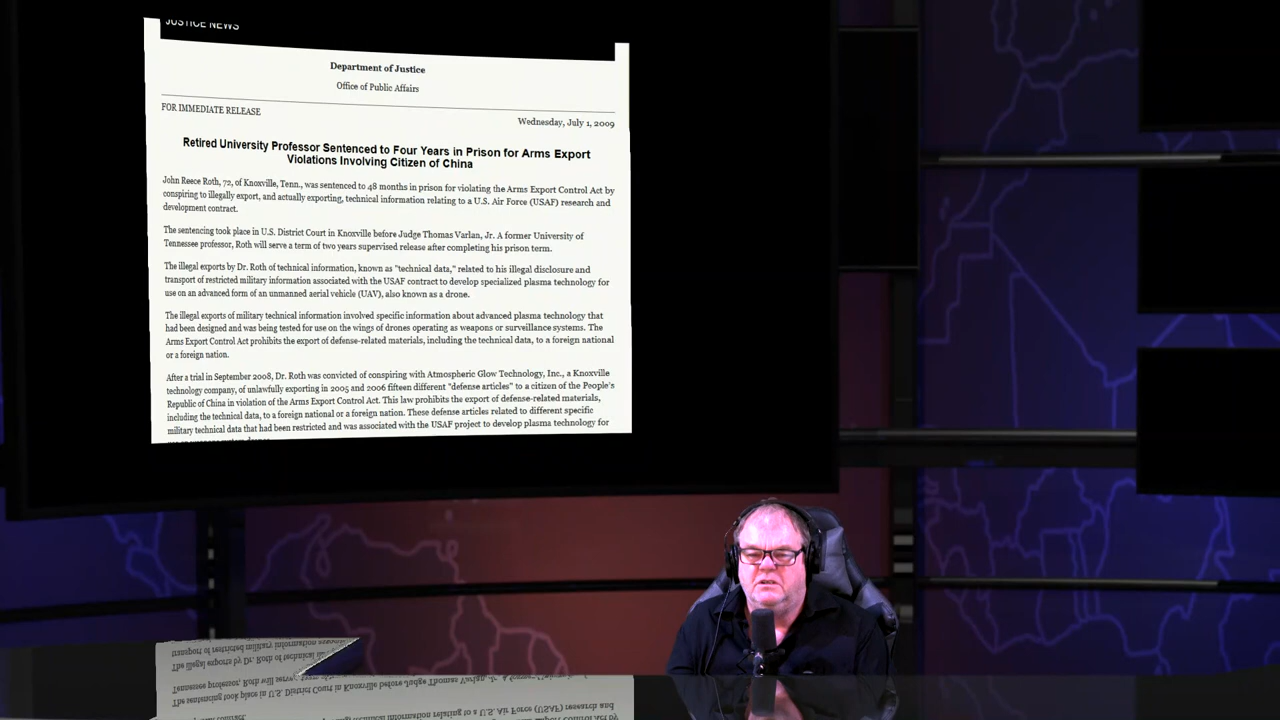 JUSTICE NEWS
Department of Justice
Office of Public Affairs
FOR IMMEDIATE RELEASE
Wednesday, July 1, 2009
Retired University Professor Sentenced to Four Years in Prison for Arms Export
Violations Involving Citizen of China
John Reece Roth, 72, of Knoxville, Tenn., was sentenced to 48 months in prison for violating the Arms Export Control Act by
conspiring to illegally export, and actually exporting, technical information relating to a U.S. Air Force (USAF) research and
development contract.
The sentencing took place in U.S. District Court in Knoxville before Judge Thomas Varlan, Jr. A former University of
Tennessee professor, Roth will serve a term of two years supervised release after completing his prison term.
The illegal exports by Dr. Roth of technical information, known as "technical data," related to his illegal disclosure and
transport of restricted military information associated with the USAF contract to develop specialized plasma technology for
use on an advanced form of an unmanned aerial vehicle (UAV), also known as a drone.
The illegal exports of military technical information involved specific information about advanced plasma technology that
had been designed and was being tested for use on the wings of drones operating as weapons or surveillance systems. The
Arms Export Control Act prohibits the export of defense-related materials, including the technical data, to a foreign national
or a foreign nation.
After a trial in September 2008, Dr. Roth was convicted of conspiring with Atmospheric Glow Technology, Inc., a Knoxville
technology company, of unlawfully exporting in 2005 and 2006 fifteen different "defense articles" to a citizen of the People's
Republic of China in violation of the Arms Export Control Act. This law prohibits the export of defense-related materials,
including the technical data, to a foreign national or a foreign nation. These defense articles related to different specific
military technical data that had been restricted and was associated with the USAF project to develop plasma technology for